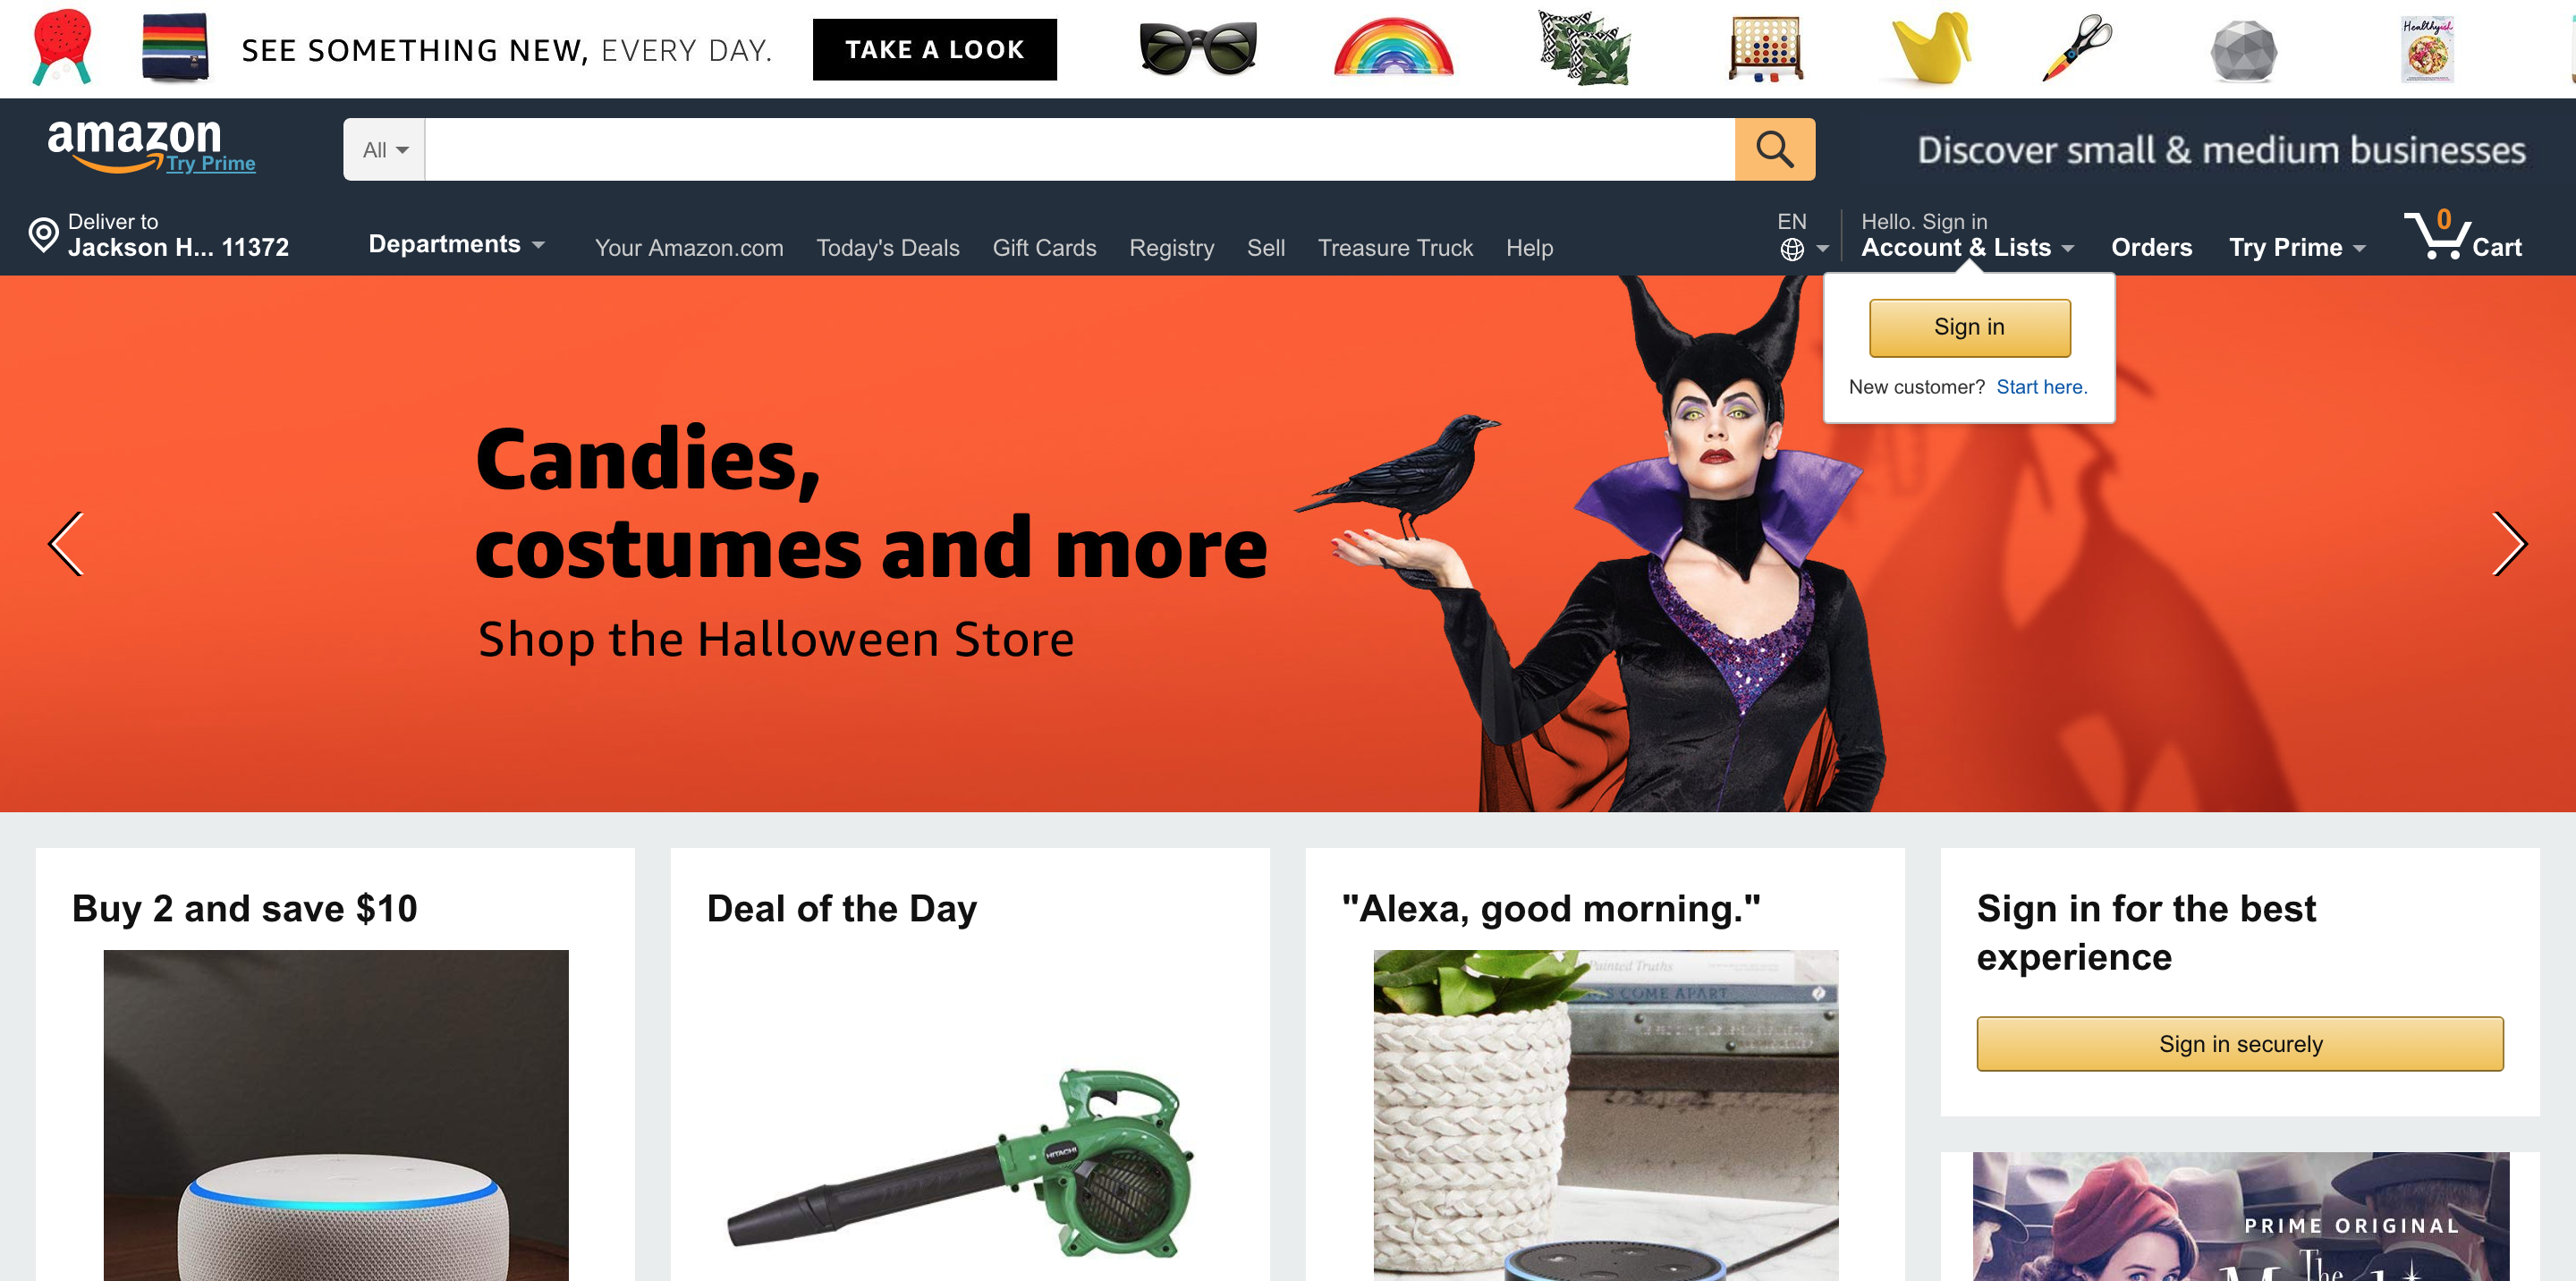 SEE SOMETHING NEW, EVERY DAY.
TAKE A LOOK
Healthyish
amazon
Try Prime
All
Discover small & medium businesses
Deliver to
Jackson H... 11372
Departments
Your Amazon.com
Today's Deals
Gift Cards
Registry
Sell
Treasure Truck
Help
EN
Hello. Sign in
Account & Lists
Orders
Try Prime
0
Cart
Sign in
New customer? Start here.
Candies,
costumes and more
Shop the Halloween Store
Buy 2 and save $10
Deal of the Day
HITACHI
"Alexa, good morning."
Painted Truths
COME APART
Sign in for the best
experience
Sign in securely
PRIME ORIGINAL
The